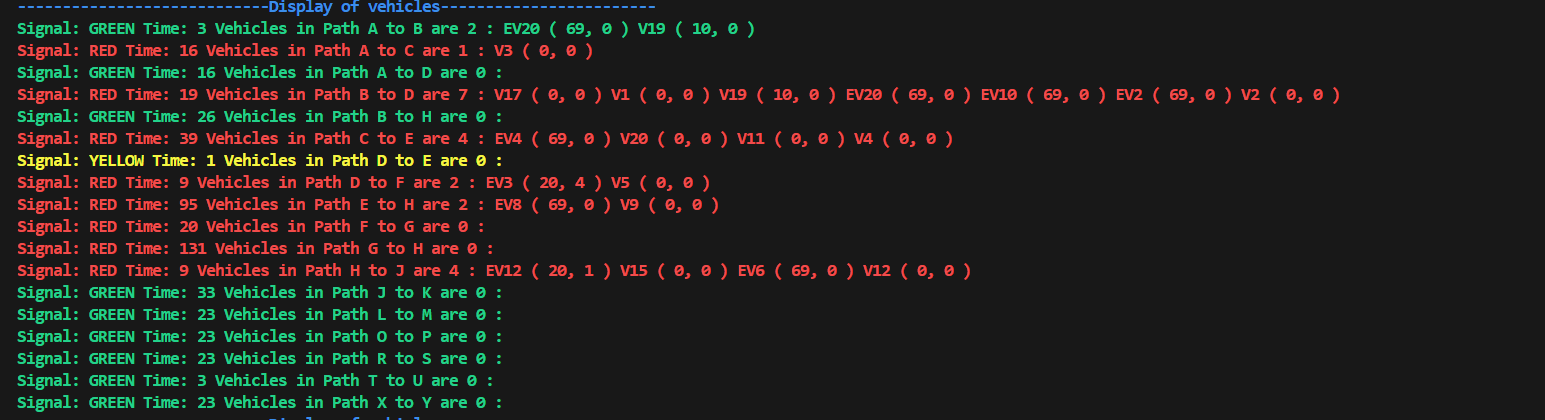 ----------------------------Display of vehicles------------------------
Signal: GREEN Time: 3 Vehicles in Path A to B are 2 : EV20 ( 69, 0 ) V19 ( 10, 0 )
Signal: RED Time: 16 Vehicles in Path A to C are 1 : V3 ( 0, 0 )
Signal: GREEN Time: 16 Vehicles in Path A to D are 0 :
Signal: RED Time: 19 Vehicles in Path B to D are 7 : V17 ( 0, 0 ) V1 ( 0, 0 ) V19 ( 10, 0 ) EV20 ( 69, 0 ) EV10 ( 69, 0 ) EV2 ( 69, 0 ) V2 ( 0, 0 )
Signal: GREEN Time: 26 Vehicles in Path B to H are 0 :
Signal: RED Time: 39 Vehicles in Path C to E are 4 : EV4 ( 69, 0 ) V20 ( 0, 0 ) V11 ( 0, 0 ) V4 ( 0, 0 )
Signal: YELLOW Time: 1 Vehicles in Path D to E are 0 :
Signal: RED Time: 9 Vehicles in Path D to F are 2 : EV3 ( 20, 4 ) V5 ( 0, 0 )
Signal: RED Time: 95 Vehicles in Path E to H are 2 : EV8 ( 69, 0 ) V9 ( 0, 0 )
Signal: RED Time: 20 Vehicles in Path F to G are 0 :
Signal: RED Time: 131 Vehicles in Path G to H are 0 :
Signal: RED Time: 9 Vehicles in Path H to J are 4 : EV12 ( 20, 1 ) V15 ( 0, 0 ) EV6 ( 69, 0 ) V12 ( 0, 0 )
Signal: GREEN Time: 33 Vehicles in Path J to K are 0 :
Signal: GREEN Time: 23 Vehicles in Path L to M are 0 :
Signal: GREEN Time: 23 Vehicles in Path O to P are 0 :
Signal: GREEN Time: 23 Vehicles in Path R to S are 0 :
Signal: GREEN Time: 3 Vehicles in Path T to U are 0 :
Signal: GREEN Time: 23 Vehicles in Path X to Y are 0 :